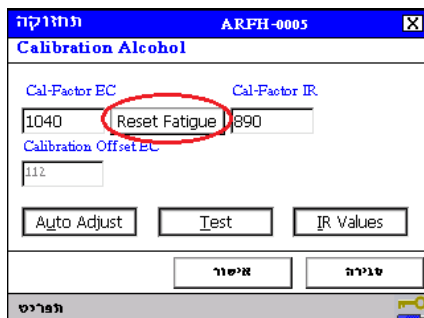 תחזוקה ARFH-0005
Calibration Alcohol
Cal-Factor EC Cal-Factor IR
1040 Reset Fatigue 890
Calibration Offset EC
112
Auto Adjust Test IR Values
אישור סגירה
תפריט